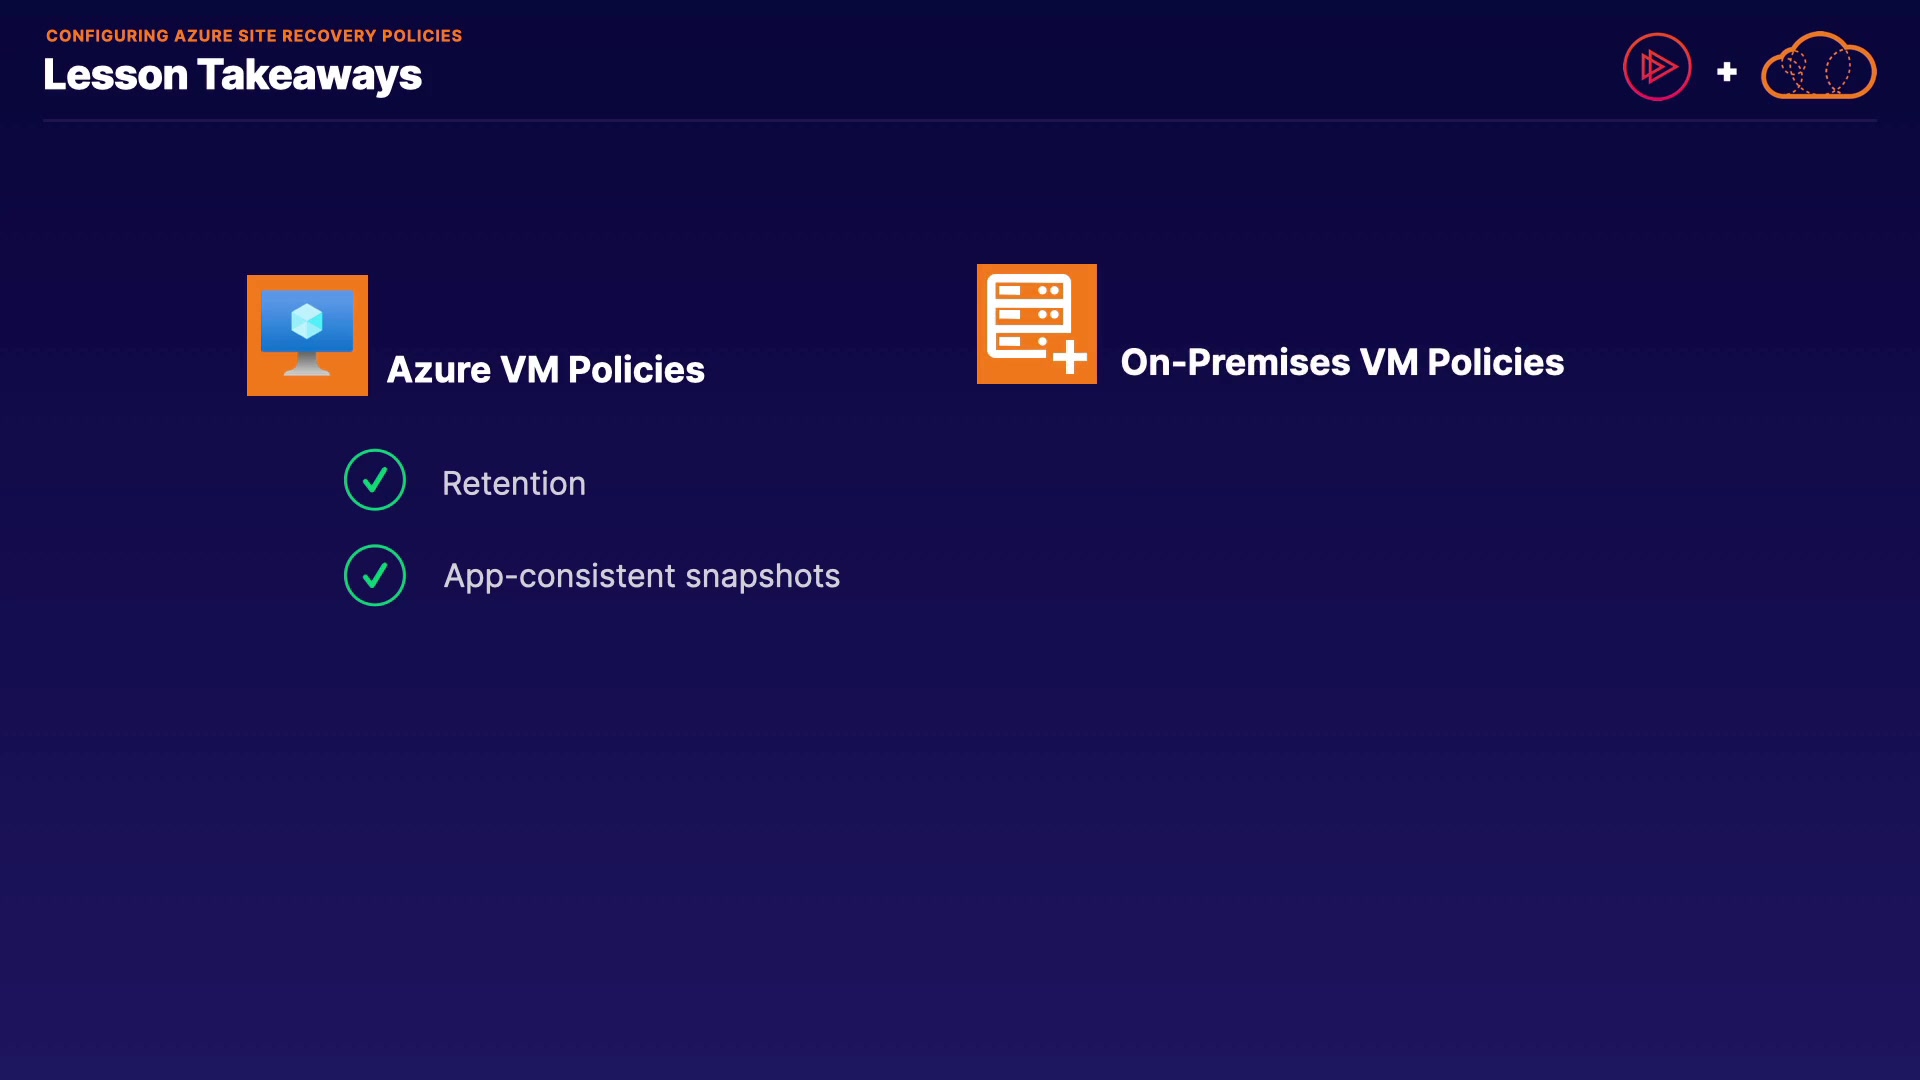 CONFIGURING AZURE SITE RECOVERY POLICIES
Lesson Takeaways
Azure VM Policies
Retention
App-consistent snapshots
On-Premises VM Policies